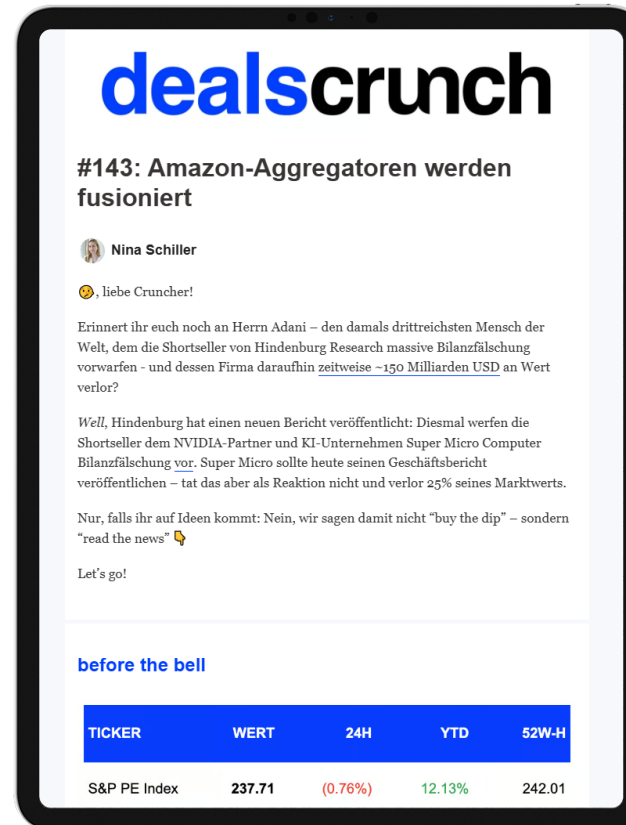 dealscrunch
#143: Amazon-Aggregatoren werden
fusioniert
Nina Schiller
🤔, liebe Cruncher!
Erinnert ihr euch noch an Herrn Adani – den damals drittreichsten Mensch der
Welt, dem die Shortseller von Hindenburg Research massive Bilanzfälschung
vorwarfen - und dessen Firma daraufhin zeitweise ~150 Milliarden USD an Wert
verlor?
Well, Hindenburg hat einen neuen Bericht veröffentlicht: Diesmal werfen die
Shortseller dem NVIDIA-Partner und KI-Unternehmen Super Micro Computer
Bilanzfälschung vor. Super Micro sollte heute seinen Geschäftsbericht
veröffentlichen – tat das aber als Reaktion nicht und verlor 25% seines Marktwerts.
Nur, falls ihr auf Ideen kommt: Nein, wir sagen damit nicht “buy the dip” – sondern
“read the news” 👇
Let’s go!
before the bell
TICKER WERT 24H YTD 52W-H
S&P PE Index 237.71 (0.76%) 12.13% 242.01